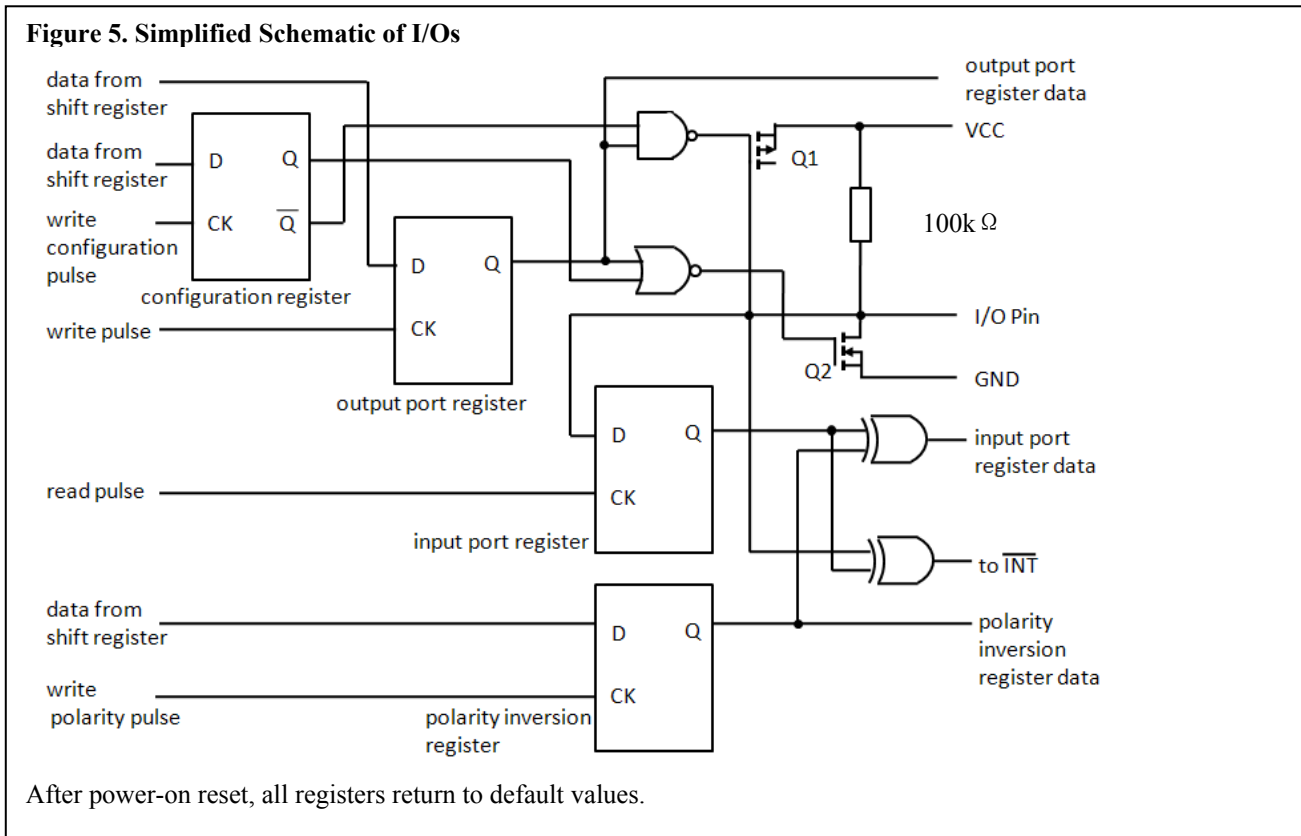 Figure 5. Simplified Schematic of I/Os
data from
shift register
output port
register data
VCC
data from
shift register
D
Q
Q1
write
configuration
pulse
CK
Q
100k Ω
D
Q
configuration register
I/O Pin
write pulse
CK
Q2
GND
output port register
D
Q
input port
register data
read pulse
CK
input port register
to INT
data from
shift register
D
Q
polarity
inversion
register data
write
polarity pulse
CK
polarity inversion
register
After power-on reset, all registers return to default values.